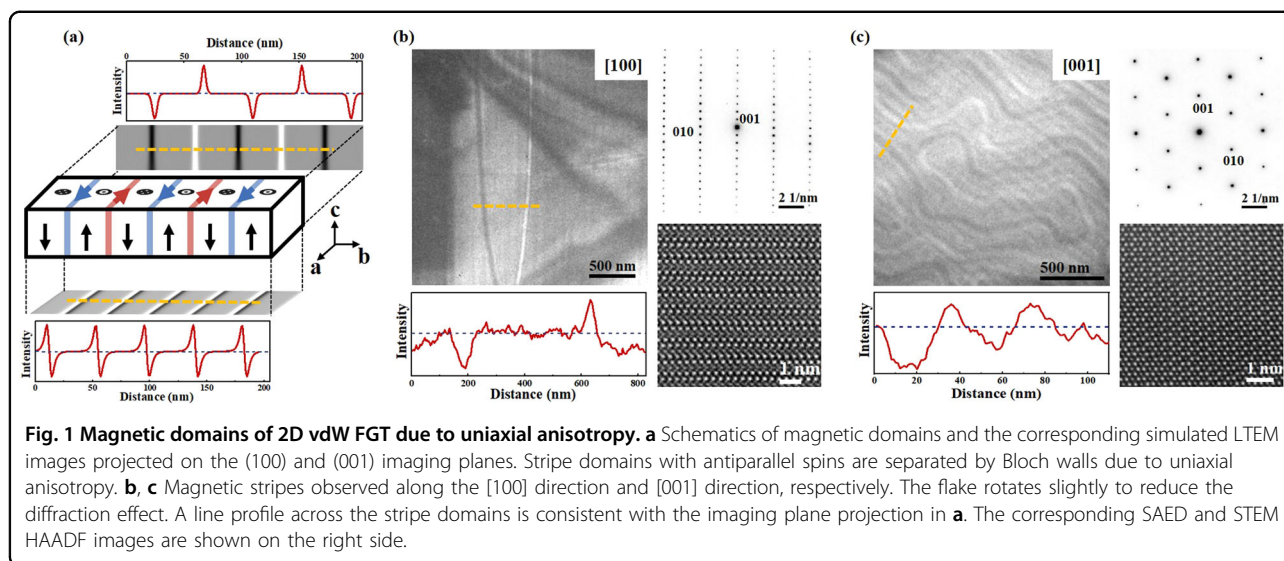 (a)
Distance (nm)
0 50 100 150 200
Intensity
c
a
b
Intensity
0 50 100 150 200
Distance (nm)
(b)
[100]
500 nm
010
001
2 1/nm
Intensity
0 200 400 600 800
Distance (nm)
1 nm
(c)
[001]
500 nm
001
010
2 1/nm
Intensity
0 20 40 60 80 100
Distance (nm)
1 nm
Fig. 1 Magnetic domains of 2D vdW FGT due to uniaxial anisotropy. a Schematics of magnetic domains and the corresponding simulated LTEM
images projected on the (100) and (001) imaging planes. Stripe domains with antiparallel spins are separated by Bloch walls due to uniaxial
anisotropy. b, c Magnetic stripes observed along the [100] direction and [001] direction, respectively. The flake rotates slightly to reduce the
diffraction effect. A line profile across the stripe domains is consistent with the imaging plane projection in a. The corresponding SAED and STEM
HAADF images are shown on the right side.